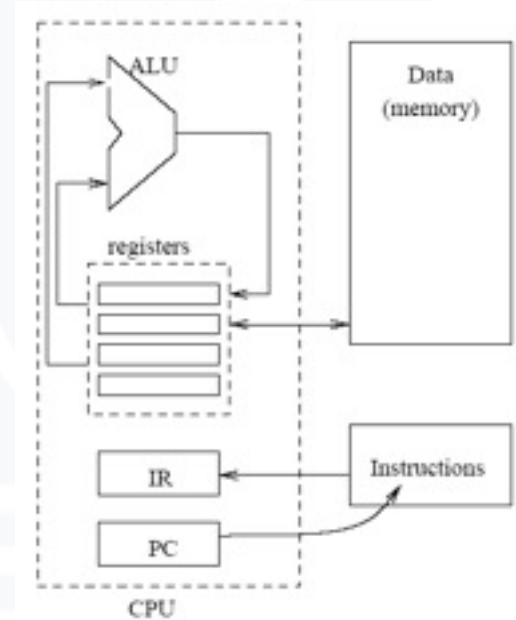 ALU
Data
(memory)
registers
IR
Instructions
PC
CPU